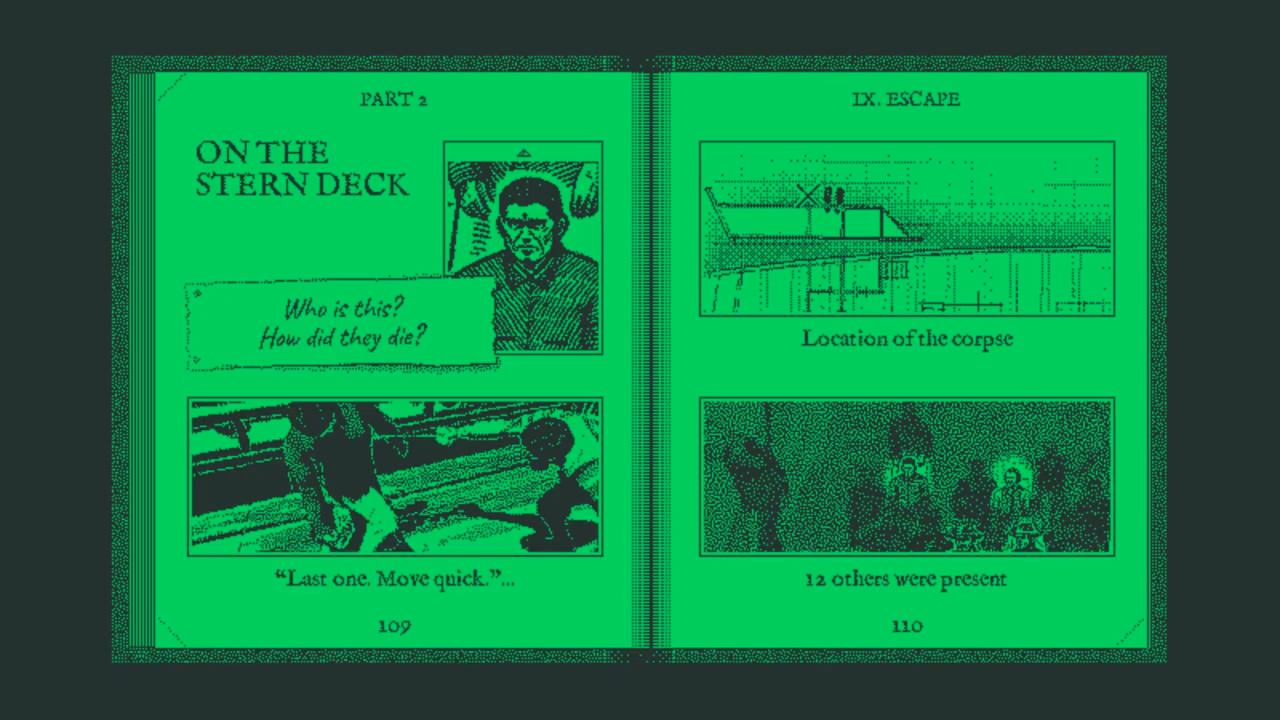 PART 2
ON THE
STERN DECK
Who is this?
How did they die?
“Last one. Move quick.”...
109
IX. ESCAPE
Location of the corpse
12 others were present
110